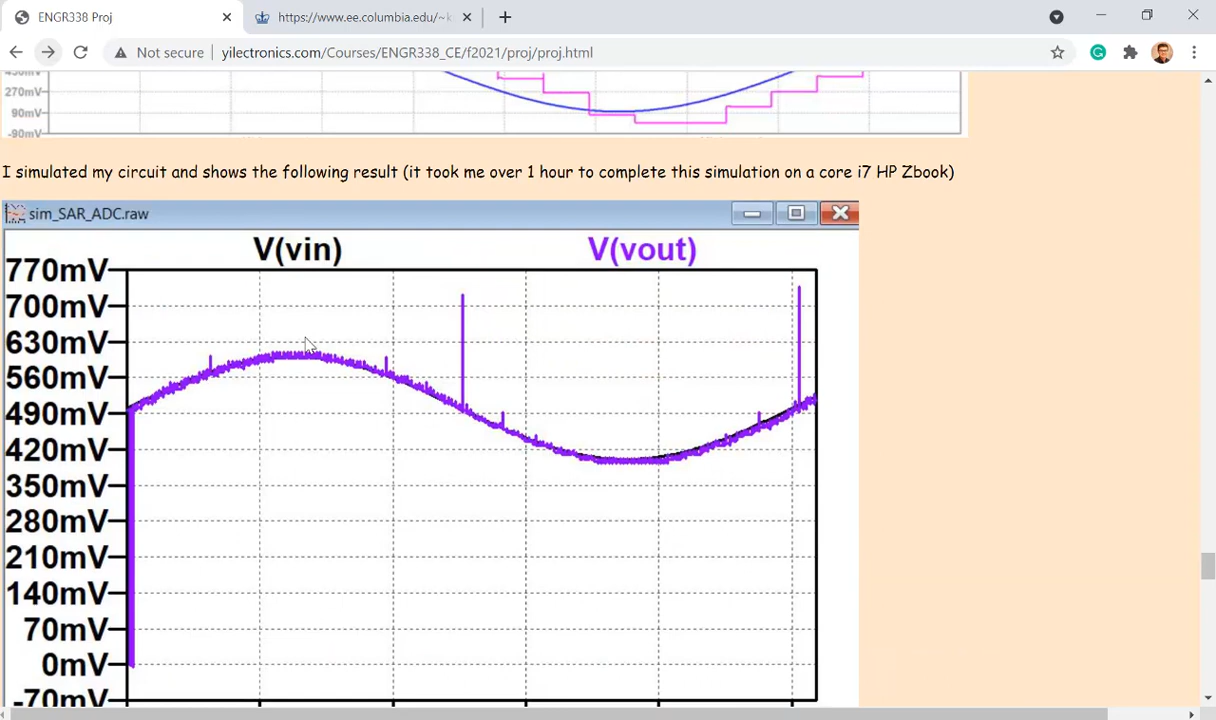 ENGR338 Proj
https://www.ee.columbia.edu/~k
Not secure
yilectronics.com/Courses/ENGR338_CE/f2021/proj/proj.html
450mV
270mV
90mV
-90mV
I simulated my circuit and shows the following result (it took me over 1 hour to complete this simulation on a core i7 HP Zbook)
sim_SAR_ADC.raw
V(vin) V(vout)
770mV
700mV
630mV
560mV
490mV
420mV
350mV
280mV
210mV
140mV
70mV
0mV
-70mV